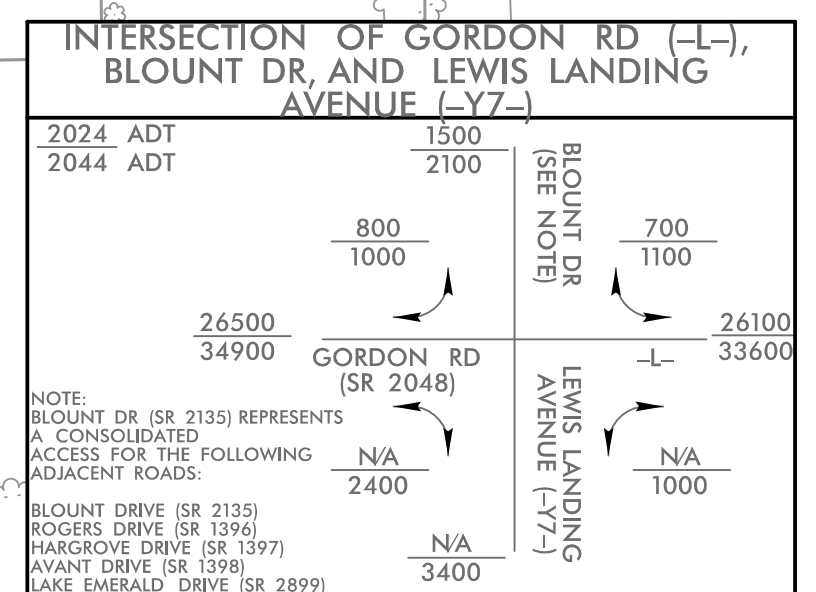 INTERSECTION OF GORDON RD (–L–),
BLOUNT DR, AND LEWIS LANDING
AVENUE (–Y7–)
2024 ADT
2044 ADT
1500
2100
BLOUNT DR
(SEE NOTE)
800
1000
700
1100
26500
34900
26100
33600
GORDON RD
(SR 2048)
–L–
LEWIS LANDING
AVENUE (–Y7–)
N/A
2400
N/A
1000
N/A
3400
NOTE:
BLOUNT DR (SR 2135) REPRESENTS
A CONSOLIDATED
ACCESS FOR THE FOLLOWING
ADJACENT ROADS:
BLOUNT DRIVE (SR 2135)
ROGERS DRIVE (SR 1396)
HARGROVE DRIVE (SR 1397)
AVANT DRIVE (SR 1398)
LAKE EMERALD DRIVE (SR 2899)